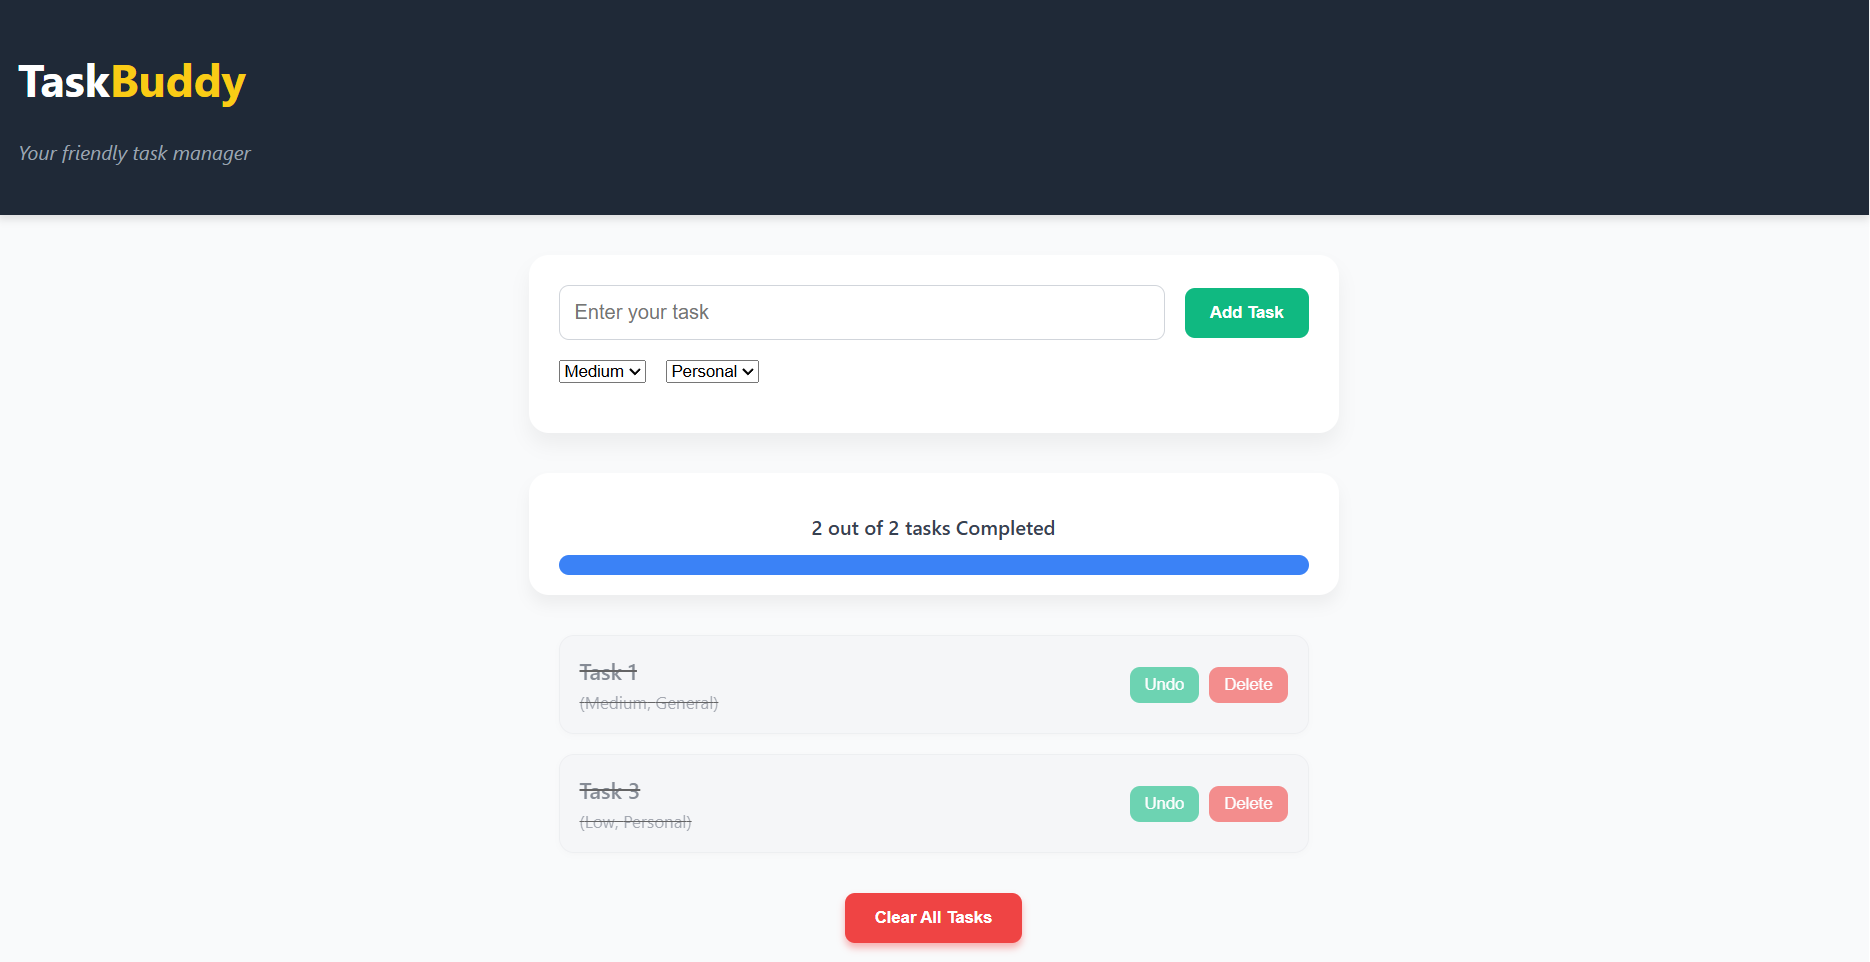 TaskBuddy
Your friendly task manager
Enter your task
Add Task
Medium
Personal
2 out of 2 tasks Completed
Task 1
(Medium, General)
Undo
Delete
Task 3
(Low, Personal)
Undo
Delete
Clear All Tasks